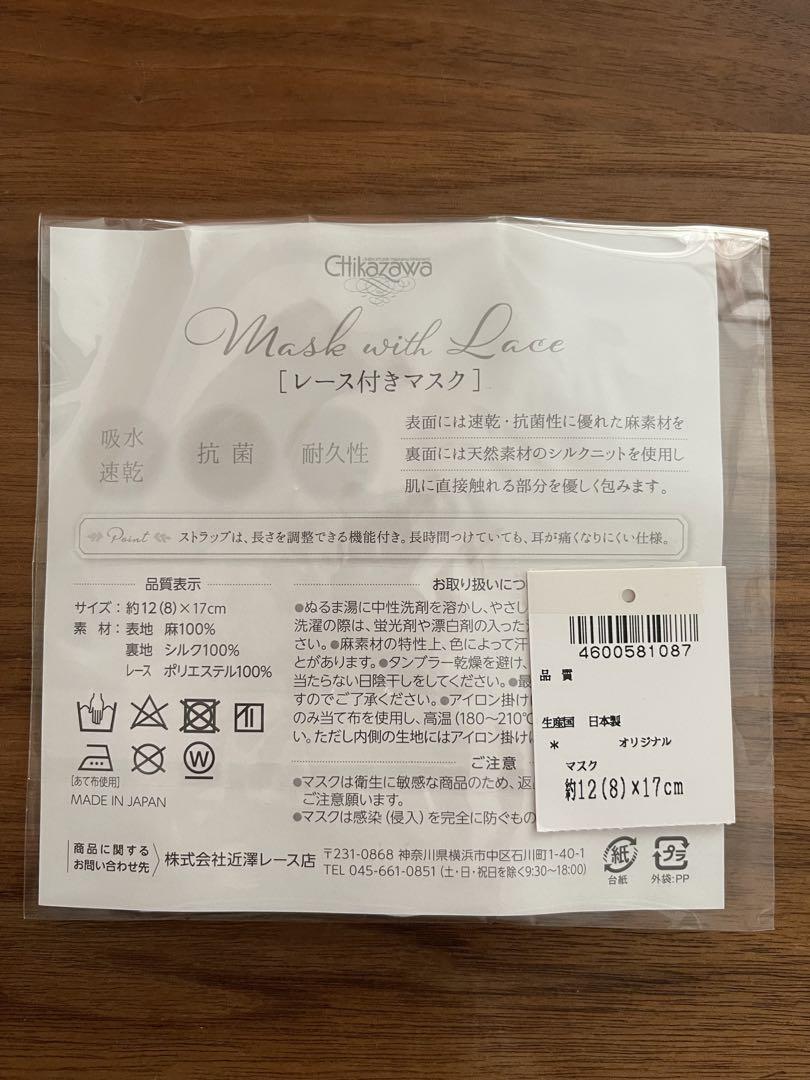 Chikazawa
Mask with Lace
[レース付きマスク]
吸水
速乾
抗菌
耐久性
表面には速乾・抗菌性に優れた麻素材を
裏面には天然素材のシルクニットを使用し
肌に直接触れる部分を優しく包みます。
Point ストラップは、長さを調整できる機能付き。長時間つけていても、耳が痛くなりにくい仕様。
品質表示
サイズ：約12(8)×17cm
素 材：表地 麻100%
裏地 シルク100%
レース ポリエステル100%
[あて布使用]
MADE IN JAPAN
お取り扱いにつ
●ぬるま湯に中性洗剤を溶かし、やさし
洗濯の際は、蛍光剤や漂白剤の入った
さい。●麻素材の特性上、色によって汗
とがあります。●タンブラー乾燥を避け、
当たらない日陰干しをしてください。●最
すのでご了承ください。●アイロン掛け
のみ当て布を使用し、高温(180〜210℃
い。ただし内側の生地にはアイロン掛け
ご注意
●マスクは衛生に敏感な商品のため、返
ご注意願います。
●マスクは感染(侵入)を完全に防ぐもの
4600581087
品 質
生産国 日本製
* オリジナル
マスク
約12(8)×17cm
商品に関する
お問い合わせ先
株式会社近澤レース店
〒231-0868 神奈川県横浜市中区石川町1-40-1
TEL 045-661-0851 (土・日・祝日を除く9:30〜18:00)
紙
台紙
プラ
外袋:PP